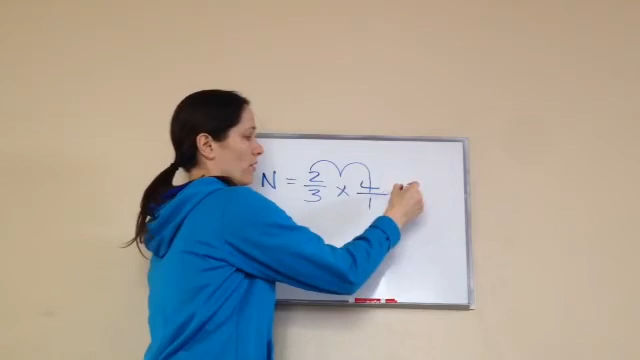 N = 2/3 × 4/1